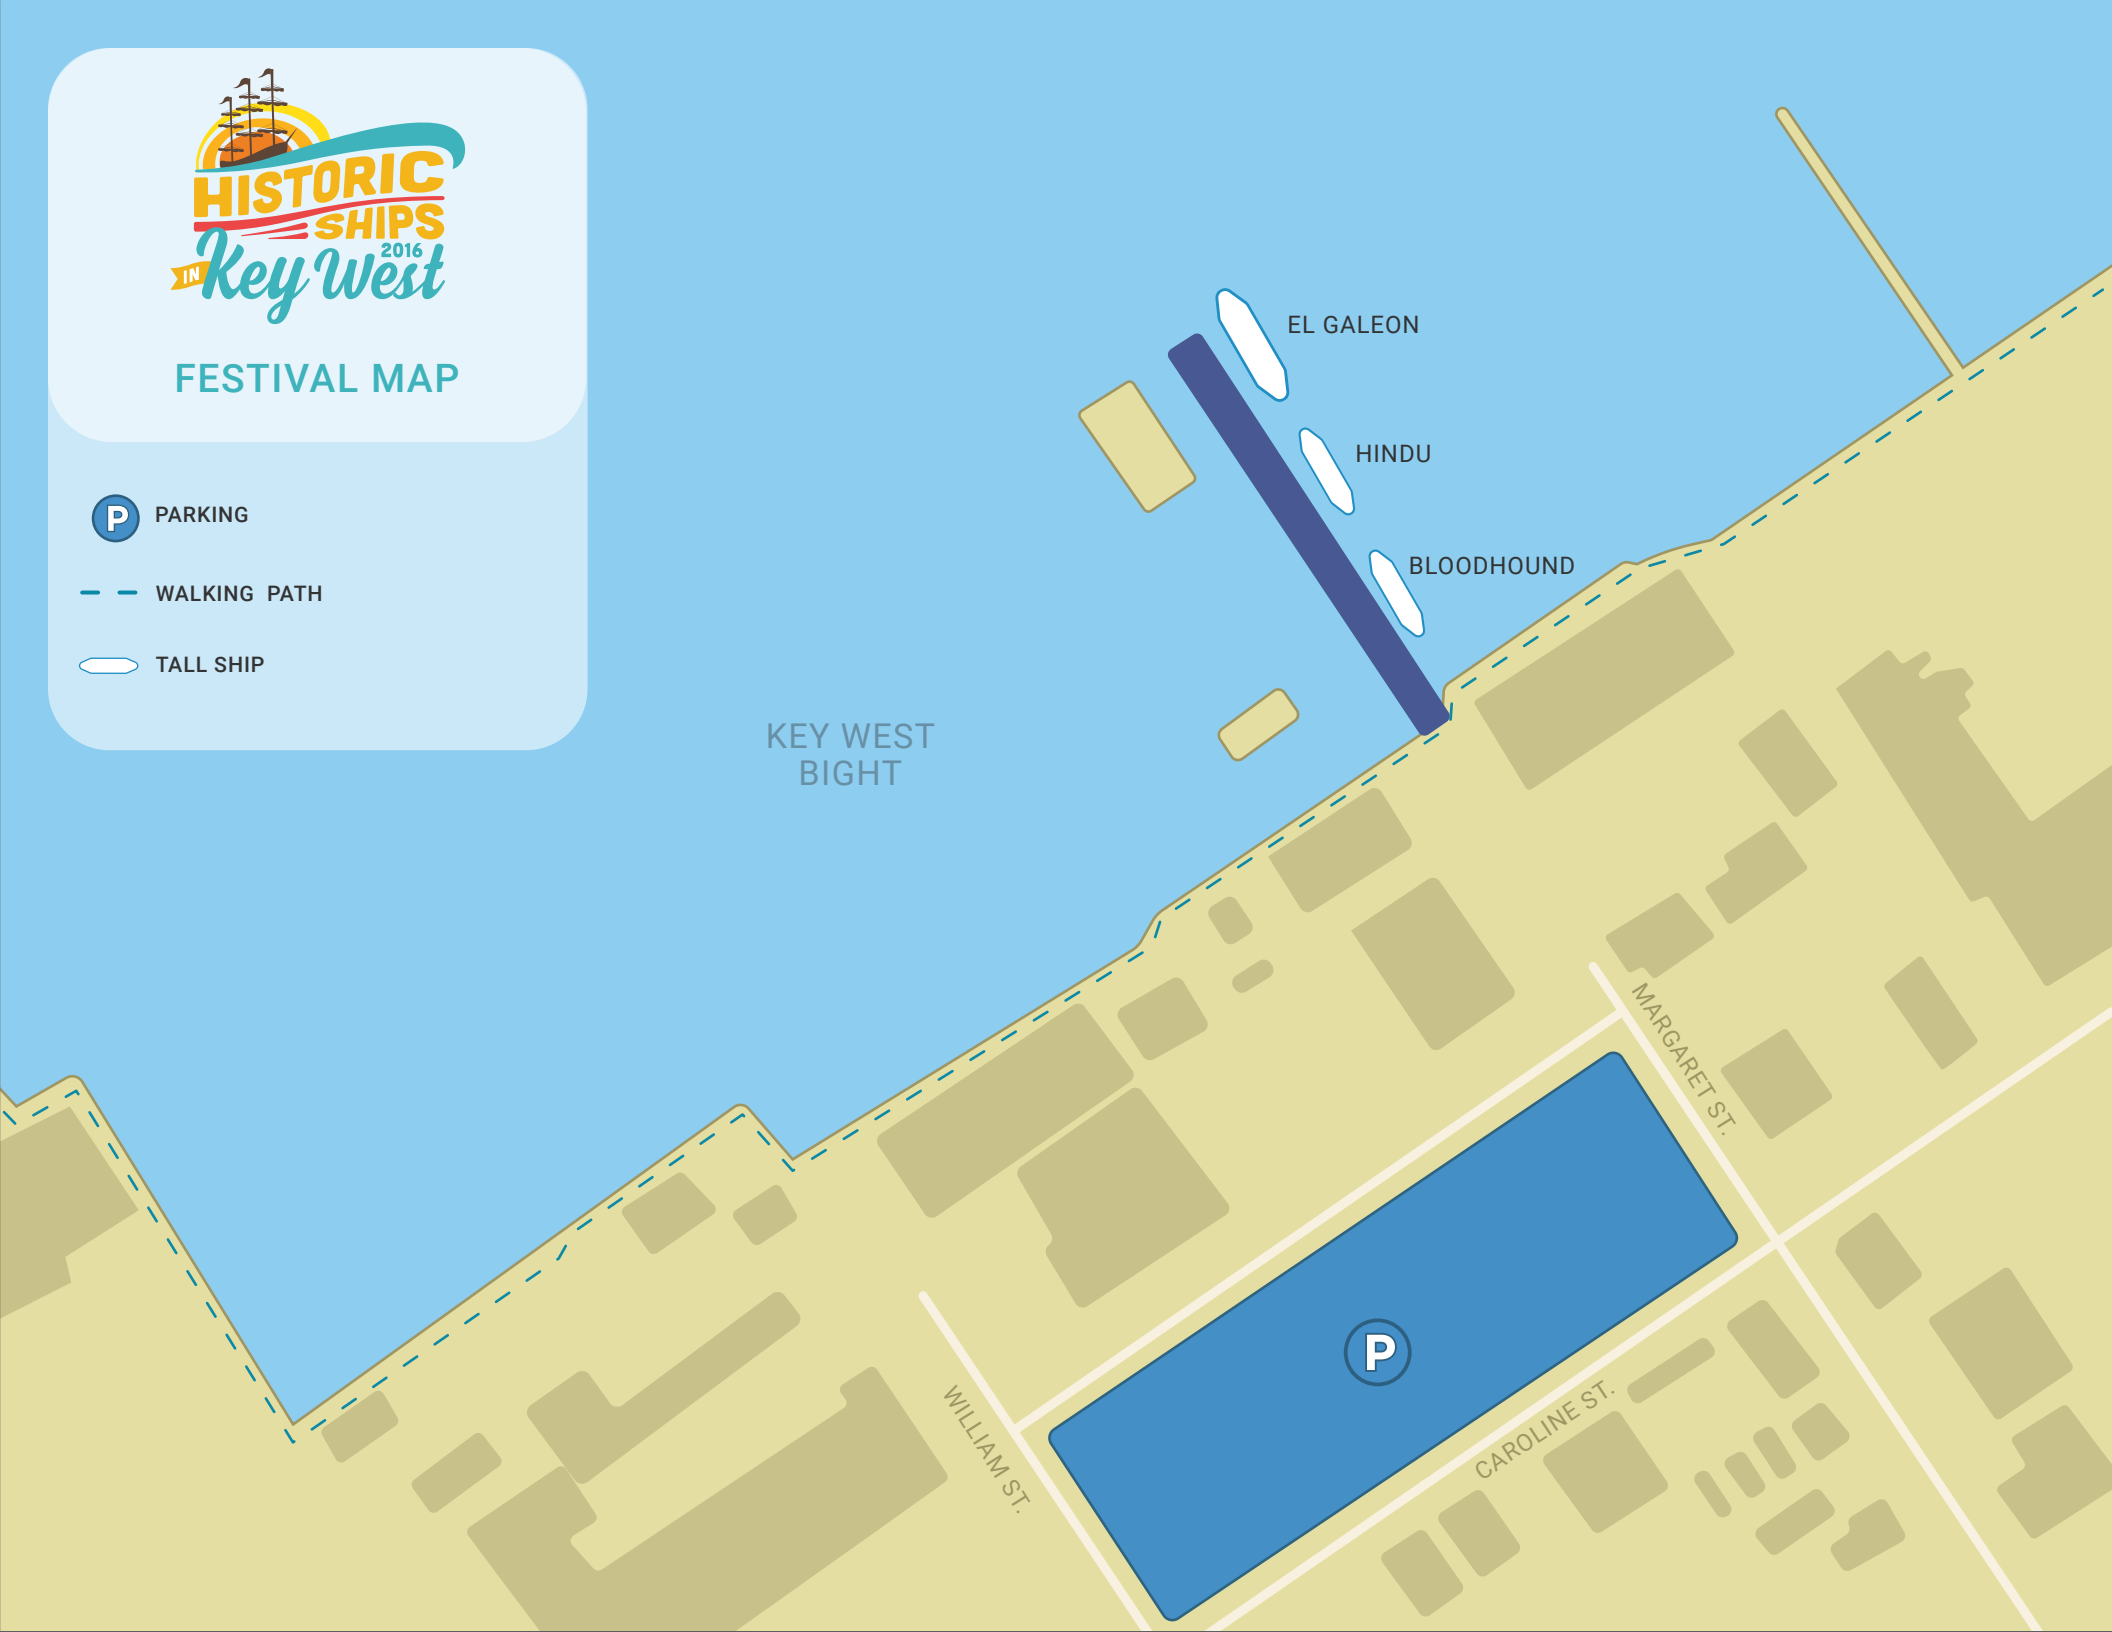 HISTORIC
SHIPS
2016
IN Key West
FESTIVAL MAP
P PARKING
WALKING PATH
TALL SHIP
EL GALEON
HINDU
BLOODHOUND
KEY WEST
BIGHT
MARGARET ST.
P
WILLIAM ST.
CAROLINE ST.